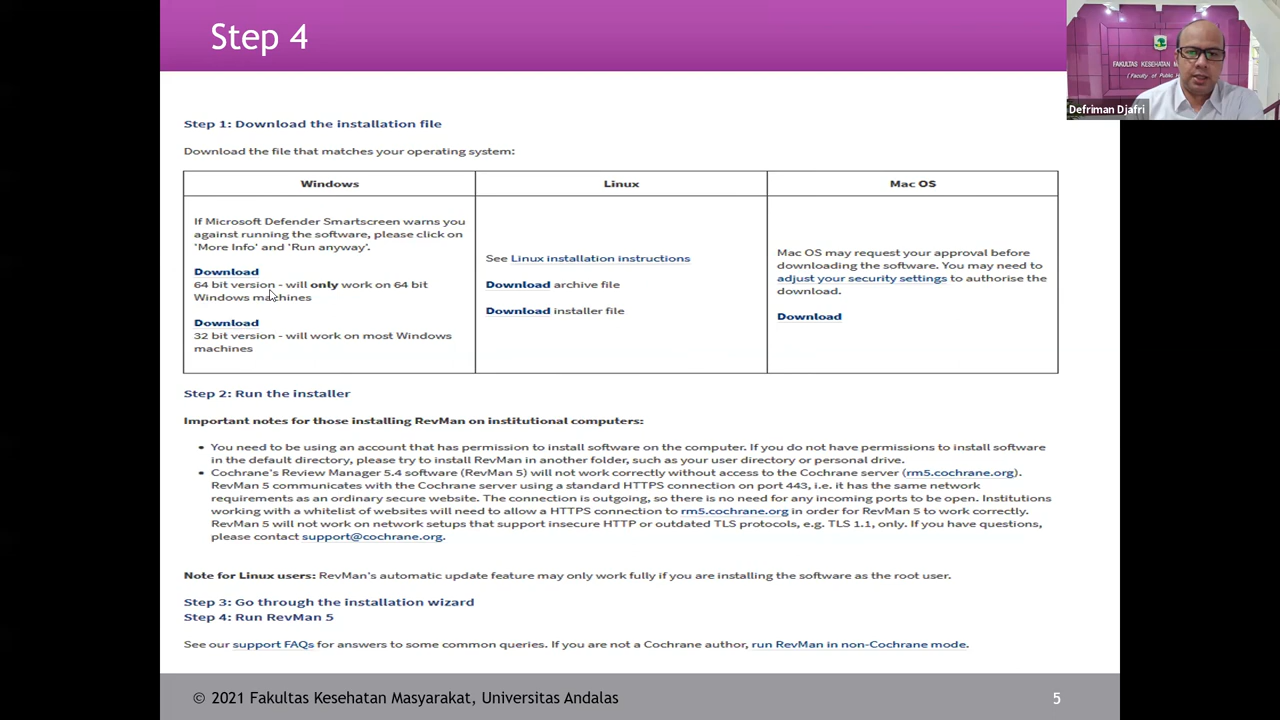 Step 4
FAKULTAS KESEHATAN M
(Faculty of Public H
Defriman Djafri
Step 1: Download the installation file
Download the file that matches your operating system:
Windows
Linux
Mac OS
If Microsoft Defender Smartscreen warns you
against running the software, please click on
'More Info' and 'Run anyway'.
Download
64 bit version - will only work on 64 bit
Windows machines
Download
32 bit version - will work on most Windows
machines
See Linux installation instructions
Download archive file
Download installer file
Mac OS may request your approval before
downloading the software. You may need to
adjust your security settings to authorise the
download.
Download
Step 2: Run the installer
Important notes for those installing RevMan on institutional computers:
• You need to be using an account that has permission to install software on the computer. If you do not have permissions to install software
in the default directory, please try to install RevMan in another folder, such as your user directory or personal drive.
• Cochrane's Review Manager 5.4 software (RevMan 5) will not work correctly without access to the Cochrane server (rm5.cochrane.org).
RevMan 5 communicates with the Cochrane server using a standard HTTPS connection on port 443, i.e. it has the same network
requirements as an ordinary secure website. The connection is outgoing, so there is no need for any incoming ports to be open. Institutions
working with a whitelist of websites will need to allow a HTTPS connection to rm5.cochrane.org in order for RevMan 5 to work correctly.
RevMan 5 will not work on network setups that support insecure HTTP or outdated TLS protocols, e.g. TLS 1.1, only. If you have questions,
please contact support@cochrane.org.
Note for Linux users: RevMan's automatic update feature may only work fully if you are installing the software as the root user.
Step 3: Go through the installation wizard
Step 4: Run RevMan 5
See our support FAQs for answers to some common queries. If you are not a Cochrane author, run RevMan in non-Cochrane mode.
© 2021 Fakultas Kesehatan Masyarakat, Universitas Andalas
5